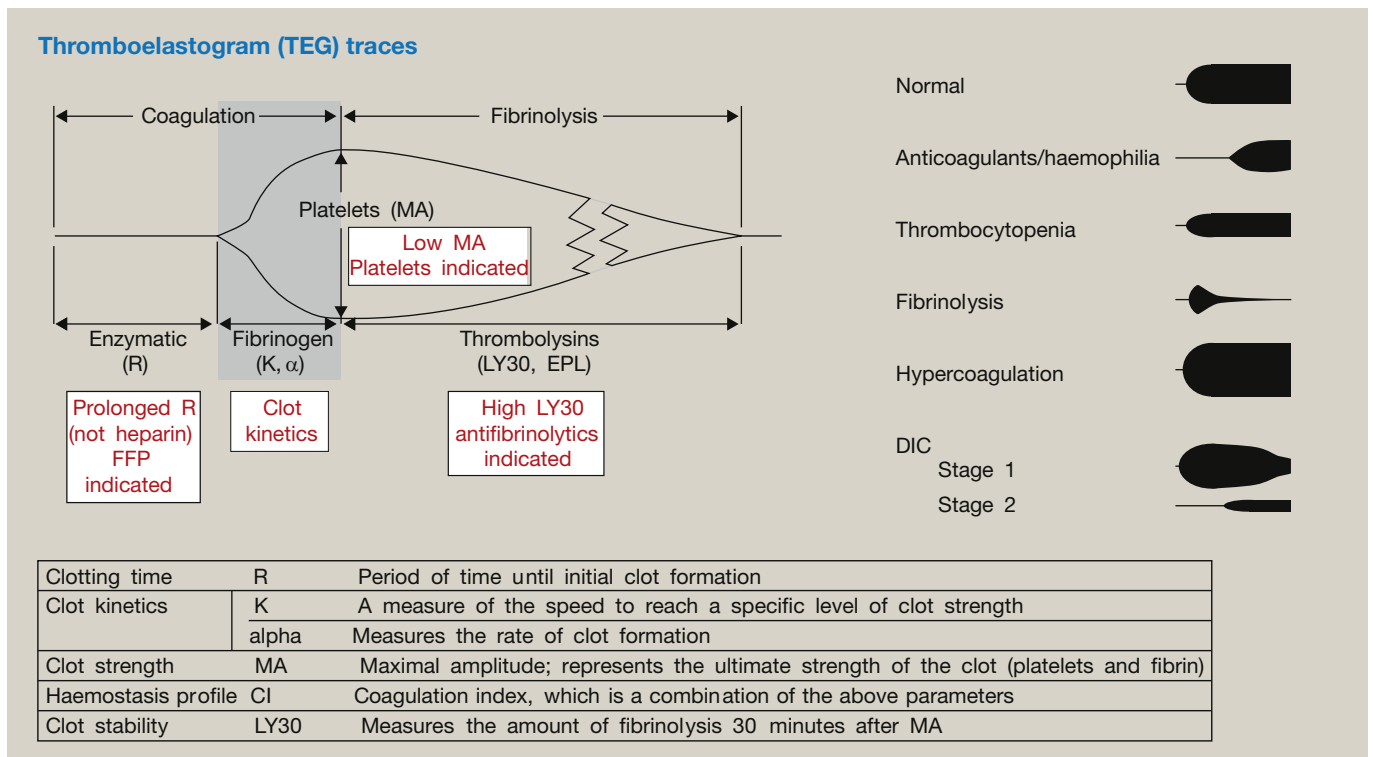 Thromboelastogram (TEG) traces
Coagulation
Fibrinolysis
Platelets (MA)
Low MA
Platelets indicated
Enzymatic
(R)
Fibrinogen
(K, α)
Thrombolysins
(LY30, EPL)
Prolonged R
(not heparin)
FFP
indicated
Clot
kinetics
High LY30
antifibrinolytics
indicated
Normal
Anticoagulants/haemophilia
Thrombocytopenia
Fibrinolysis
Hypercoagulation
DIC
Stage 1
Stage 2
Clotting time R Period of time until initial clot formation
Clot kinetics K A measure of the speed to reach a specific level of clot strength
alpha Measures the rate of clot formation
Clot strength MA Maximal amplitude; represents the ultimate strength of the clot (platelets and fibrin)
Haemostasis profile CI Coagulation index, which is a combination of the above parameters
Clot stability LY30 Measures the amount of fibrinolysis 30 minutes after MA